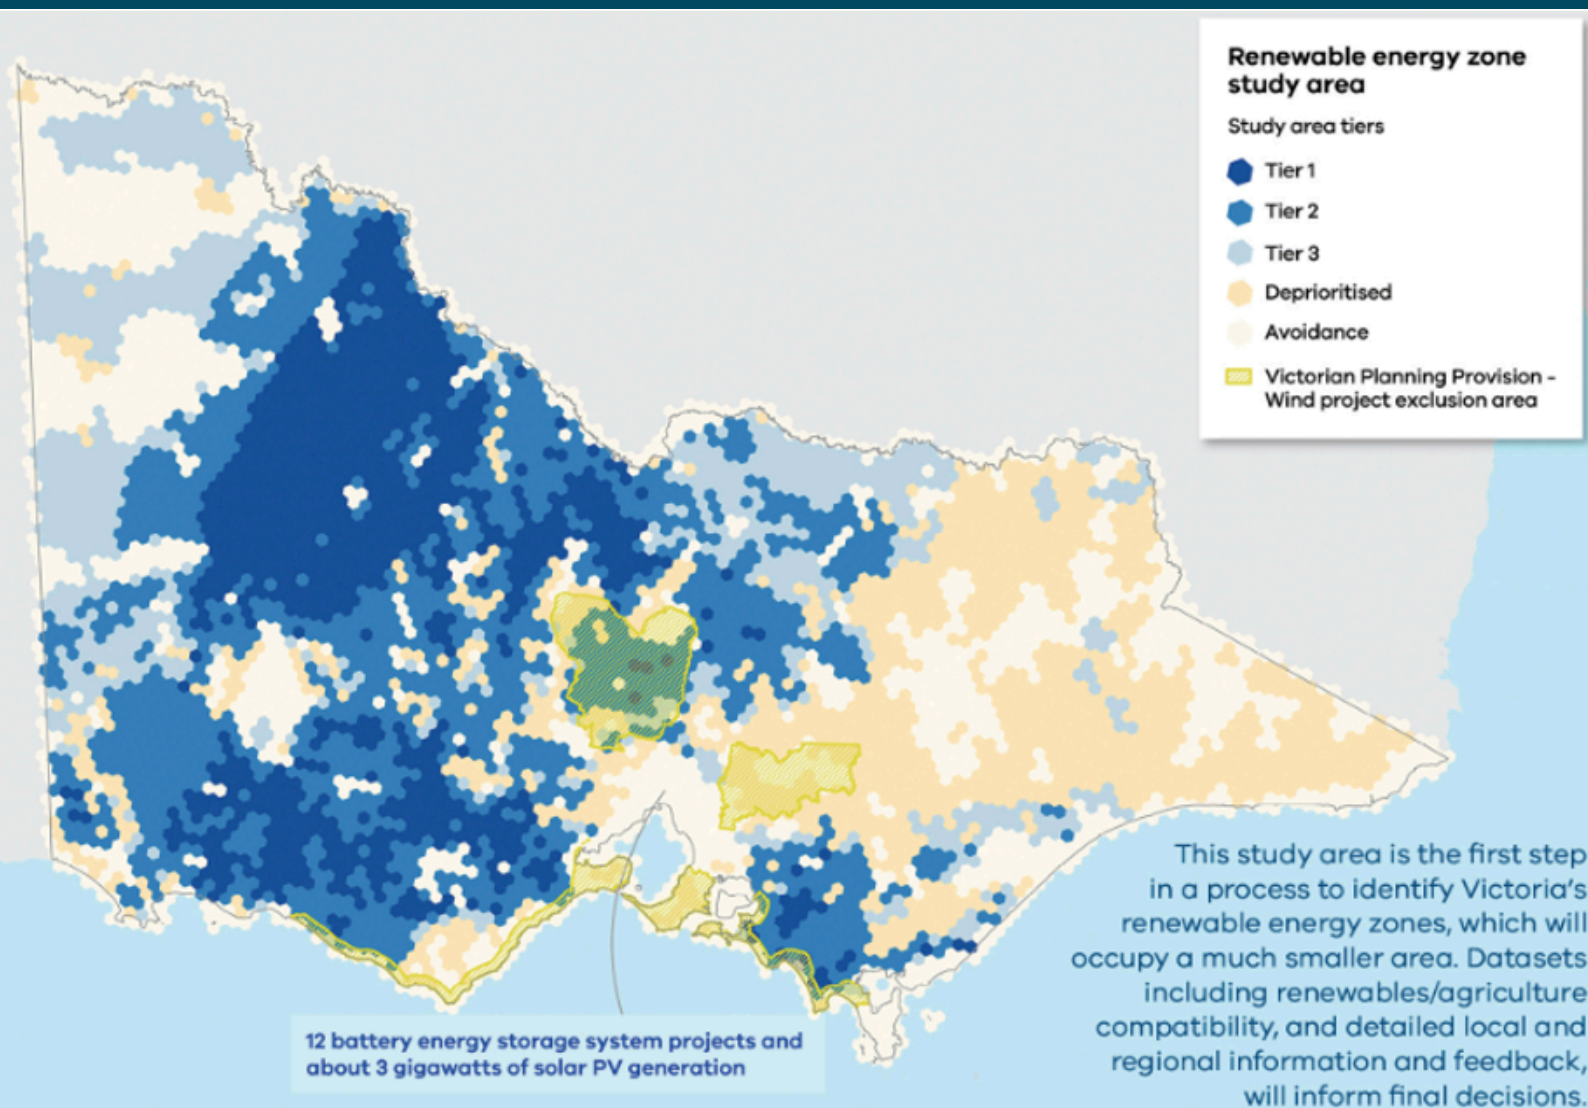 Renewable energy zone
study area
Study area tiers
Tier 1
Tier 2
Tier 3
Deprioritised
Avoidance
Victorian Planning Provision -
Wind project exclusion area
This study area is the first step
in a process to identify Victoria's
renewable energy zones, which will
occupy a much smaller area. Datasets
including renewables/agriculture
compatibility, and detailed local and
regional information and feedback,
will inform final decisions.
12 battery energy storage system projects and
about 3 gigawatts of solar PV generation